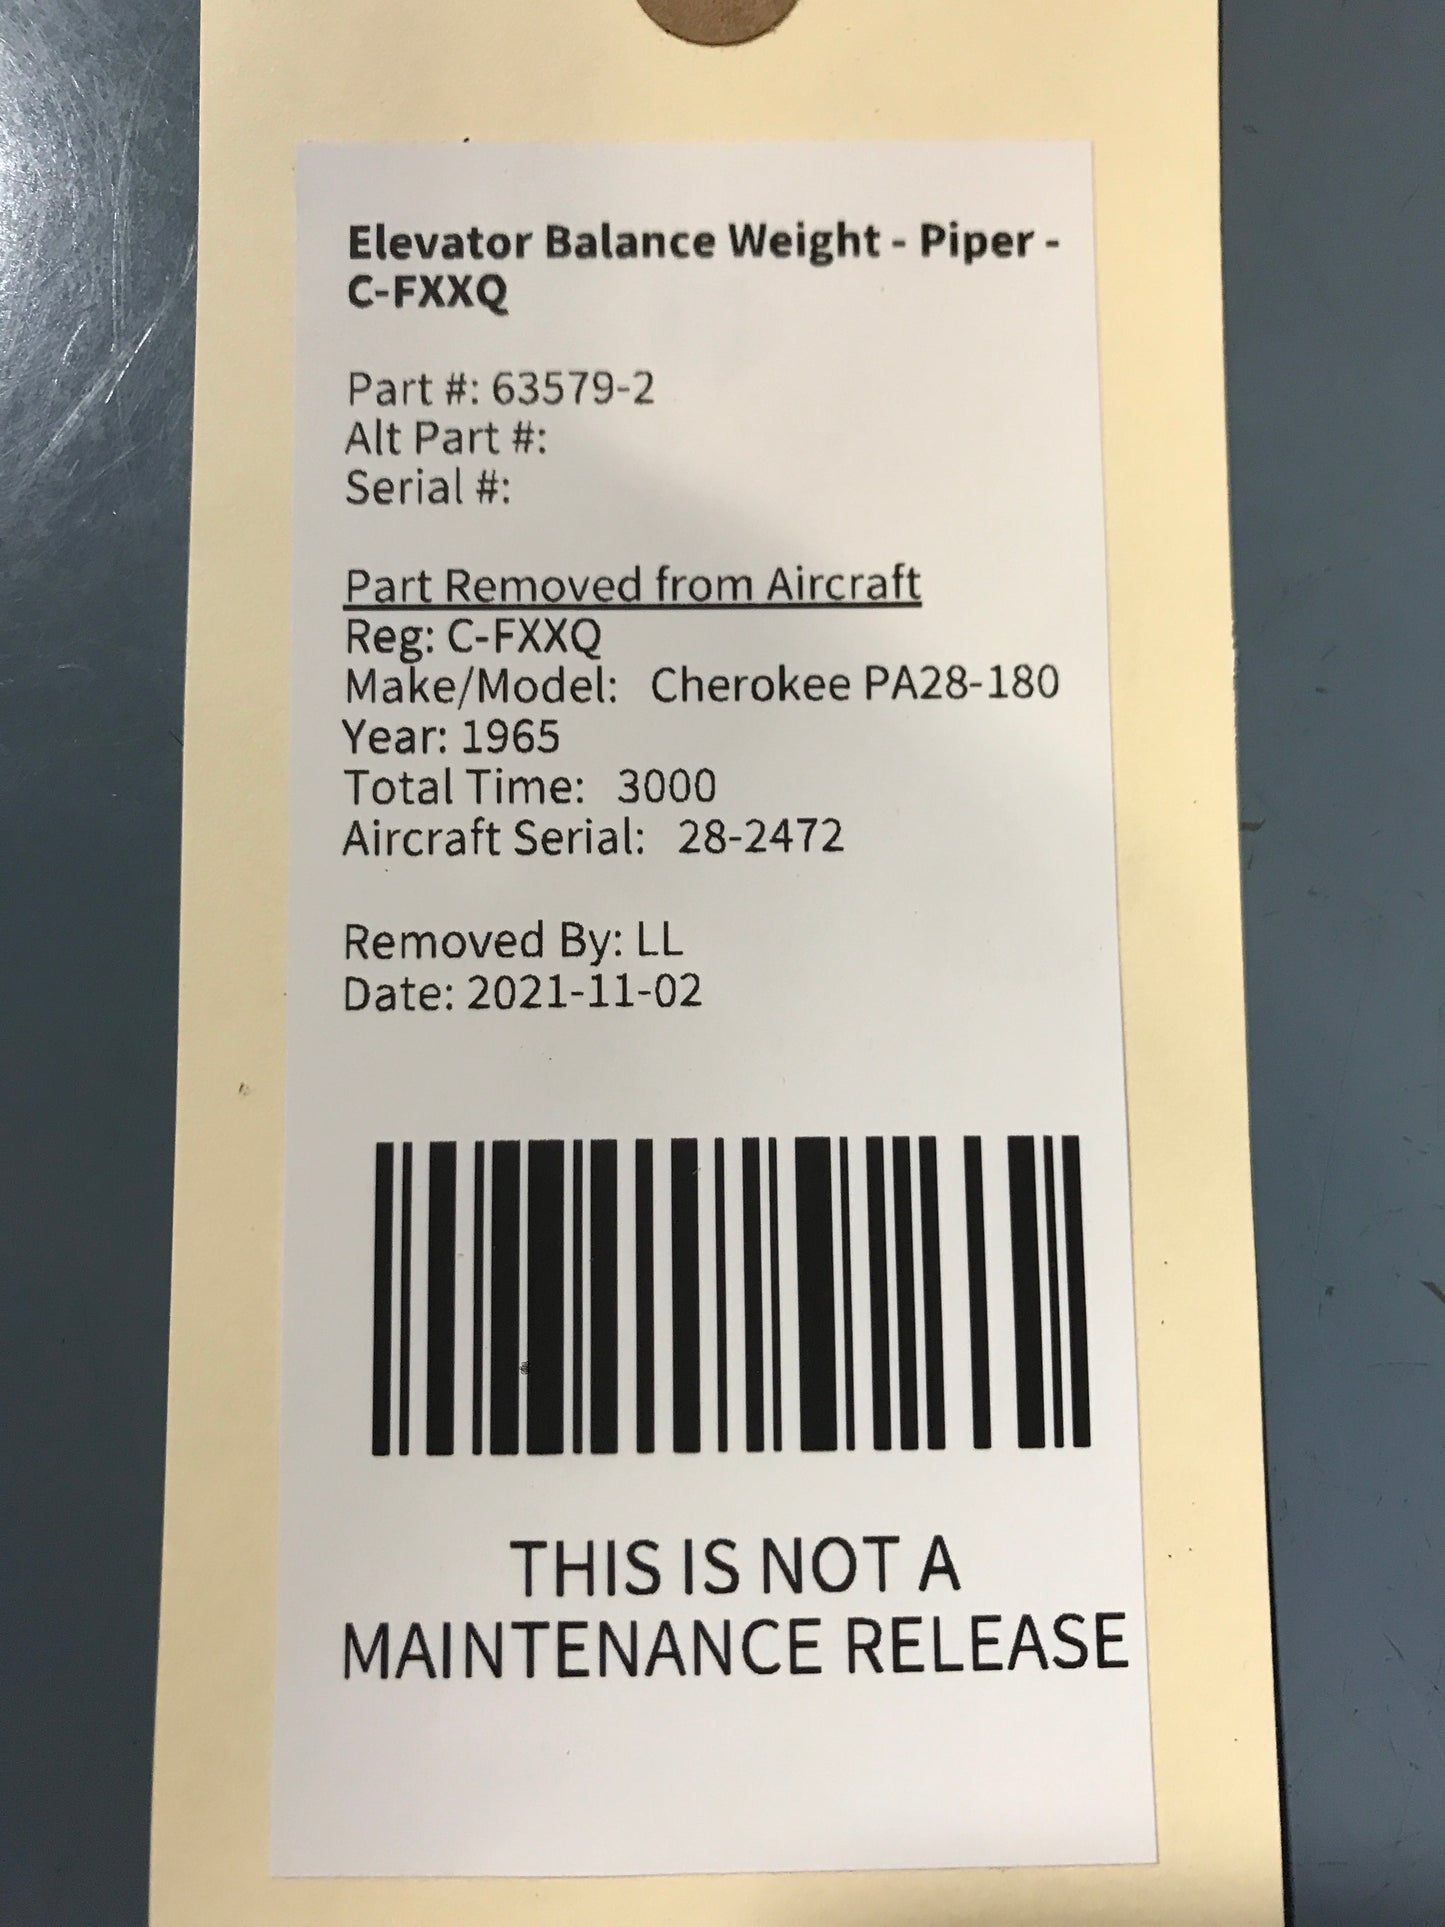 Elevator Balance Weight - Piper -
C-FXXQ
Part #: 63579-2
Alt Part #:
Serial #:
Part Removed from Aircraft
Reg: C-FXXQ
Make/Model: Cherokee PA28-180
Year: 1965
Total Time: 3000
Aircraft Serial: 28-2472
Removed By: LL
Date: 2021-11-02
THIS IS NOT A
MAINTENANCE RELEASE